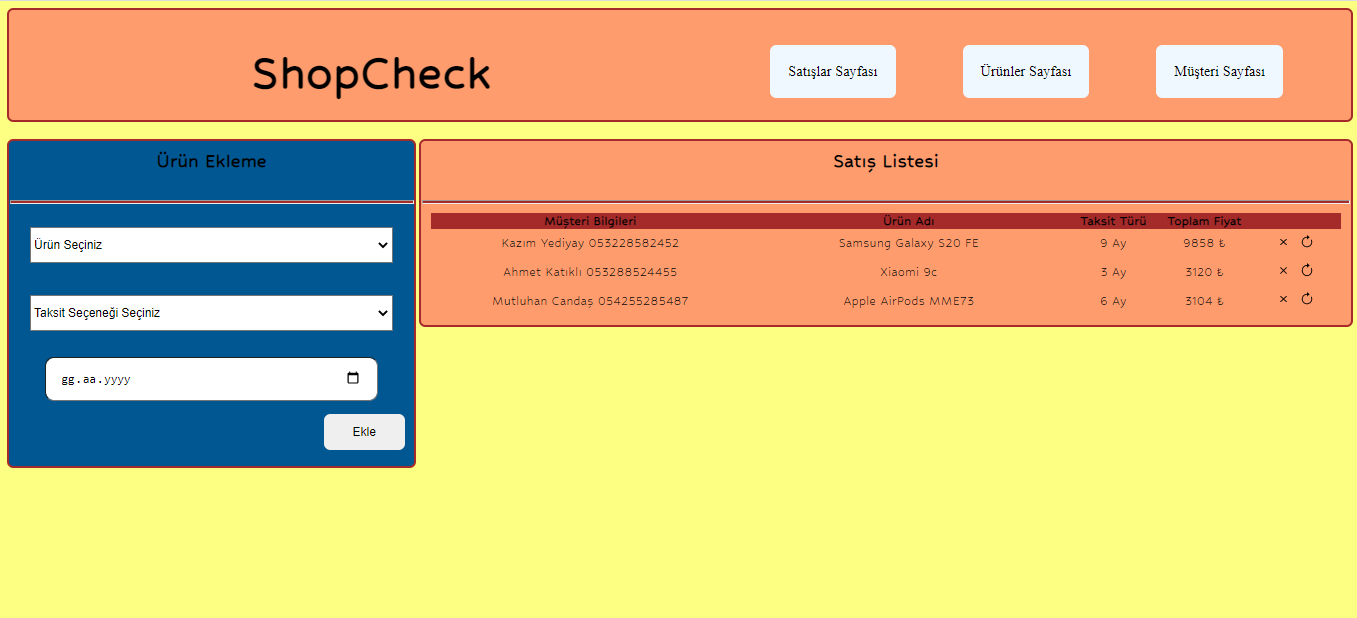 ShopCheck
Satışlar Sayfası
Ürünler Sayfası
Müşteri Sayfası
Ürün Ekleme
Ürün Seçiniz
Taksit Seçeneği Seçiniz
gg.aa.yyyy
Ekle
Satış Listesi
Müşteri Bilgileri Ürün Adı Taksit Türü Toplam Fiyat
Kazım Yediyay 053228582452 Samsung Galaxy S20 FE 9 Ay 9858 ₺
Ahmet Katıklı 053288524455 Xiaomi 9c 3 Ay 3120 ₺
Mutluhan Candaş 054255285487 Apple AirPods MME73 6 Ay 3104 ₺